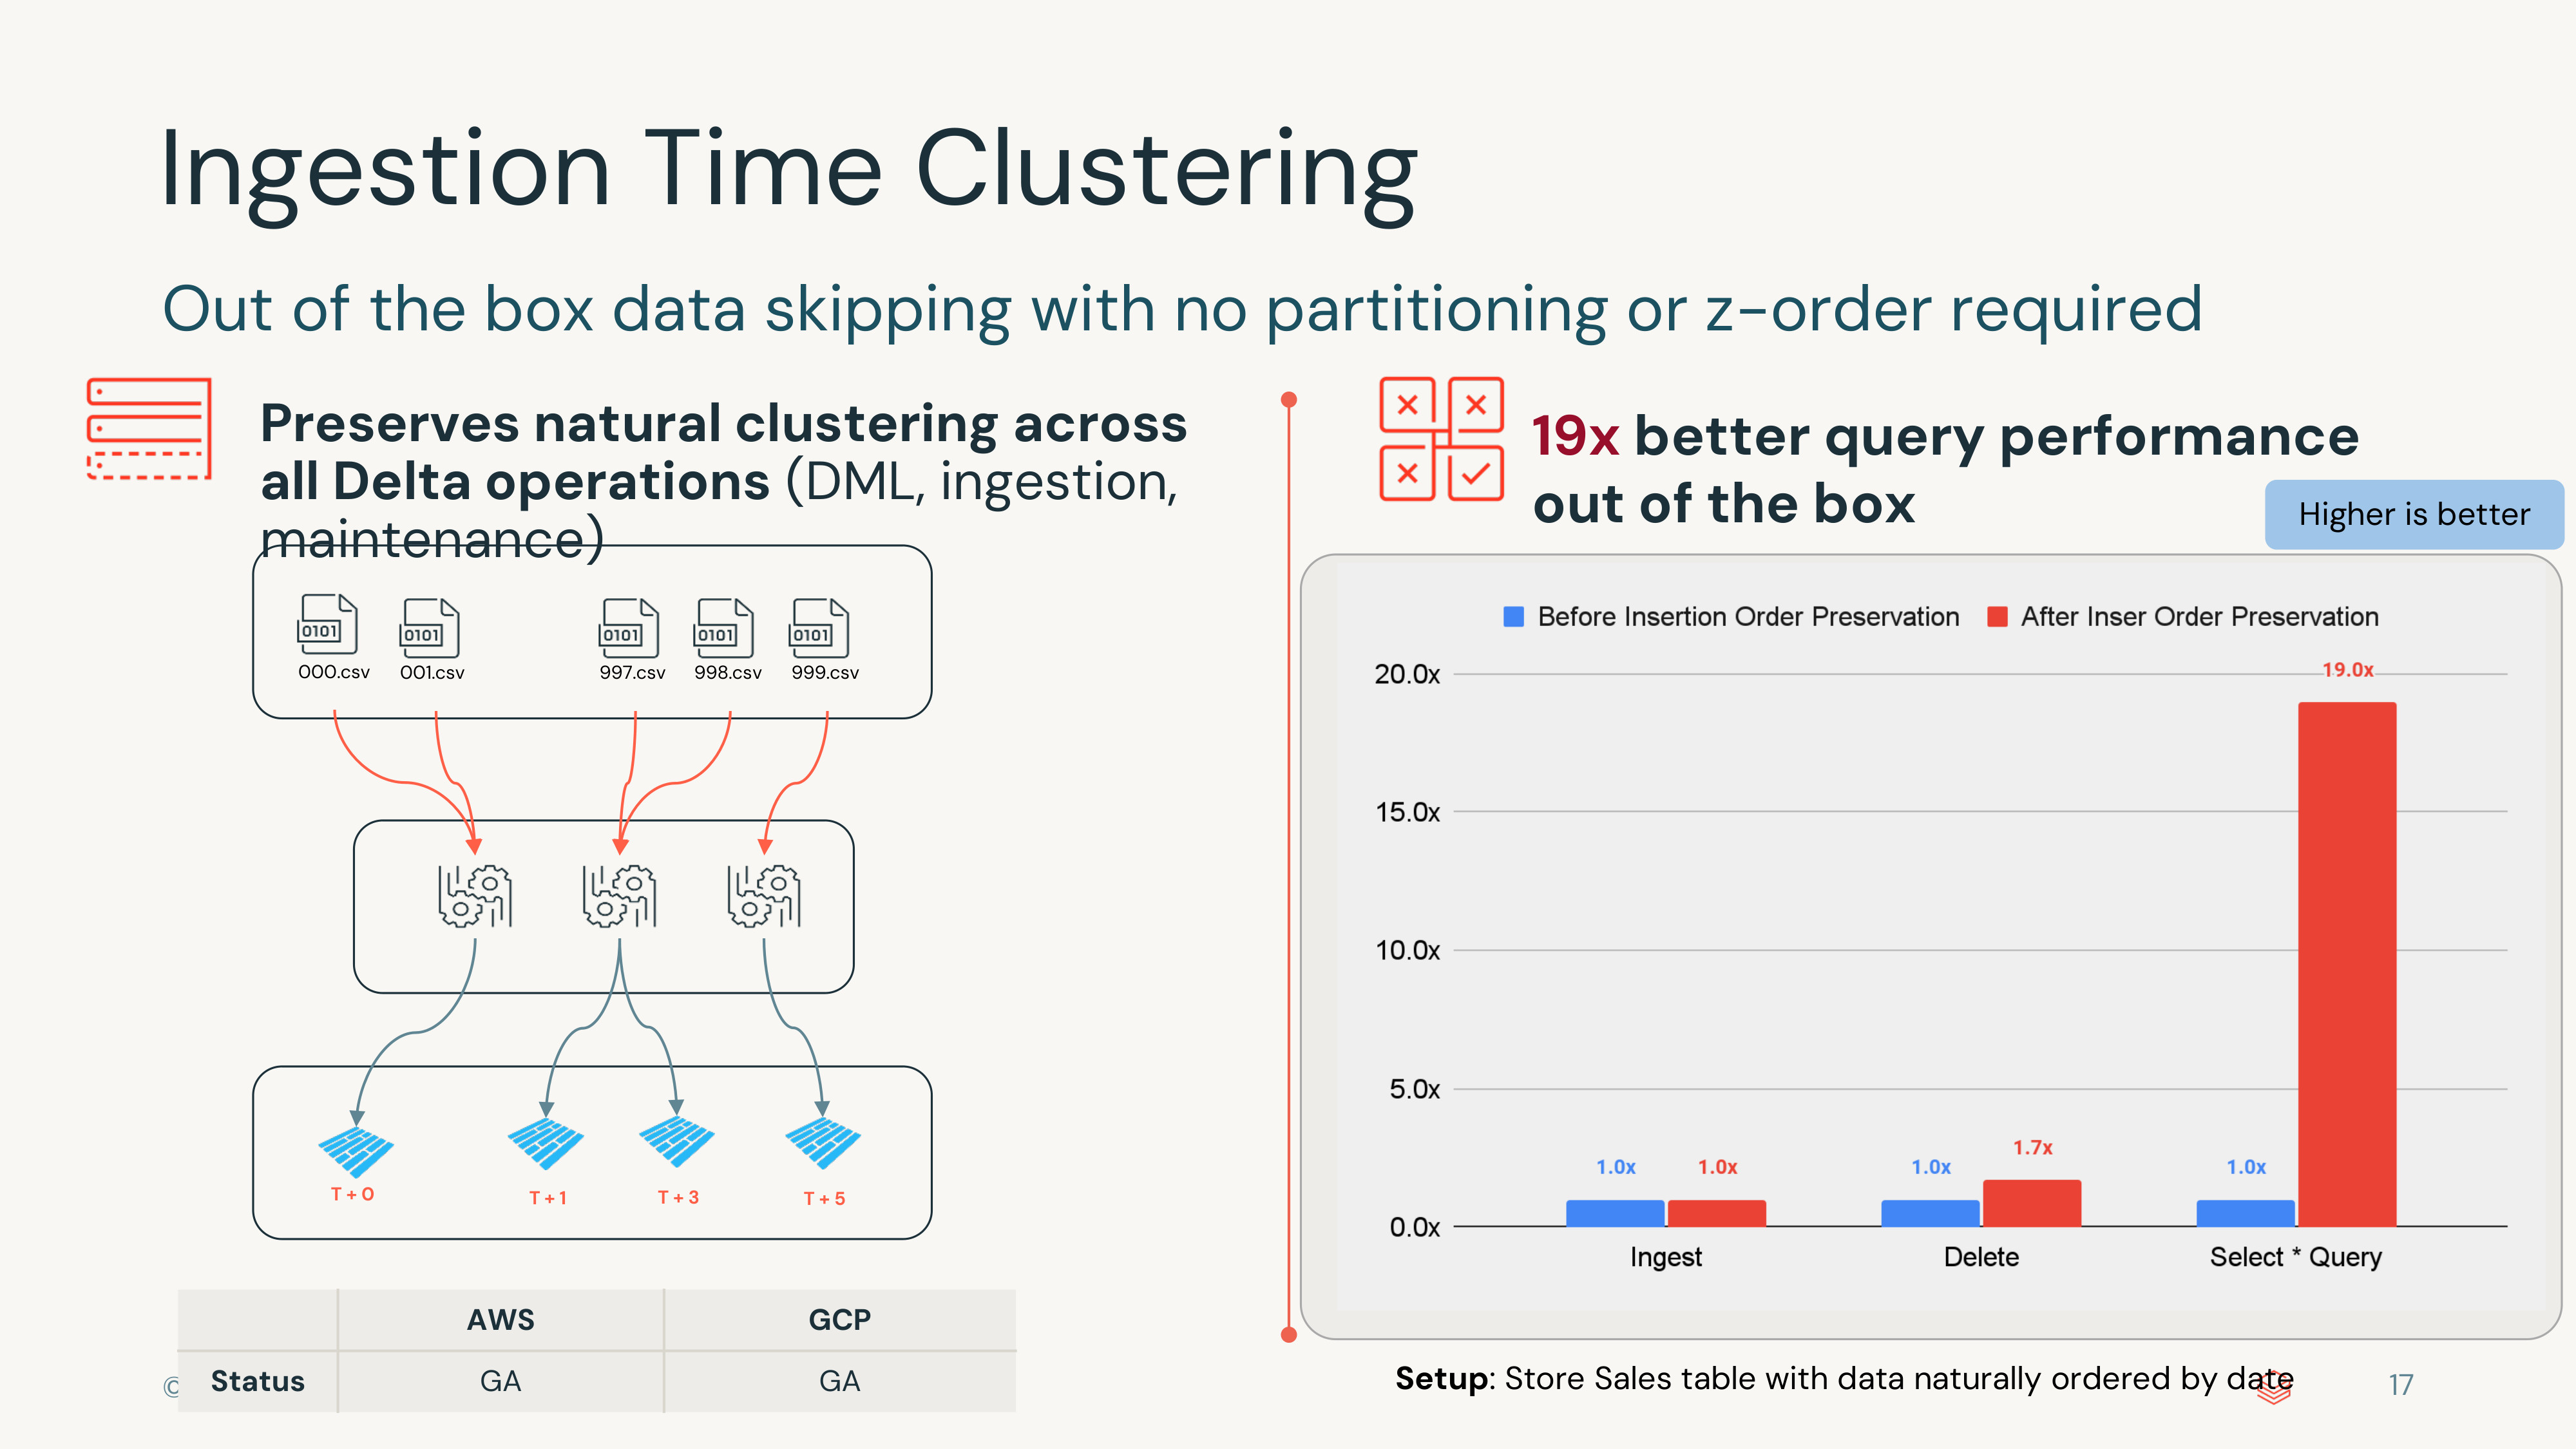 Ingestion Time Clustering
Out of the box data skipping with no partitioning or z-order required
Preserves natural clustering across
all Delta operations (DML, ingestion,
maintenance)
0101 0101 0101 0101 0101
000.csv 001.csv 997.csv 998.csv 999.csv
T + 0 T + 1 T + 3 T + 5
AWS GCP
Status GA GA
©
19x better query performance
out of the box
Higher is better
Before Insertion Order Preservation After Inser Order Preservation
20.0x
15.0x
10.0x
5.0x
0.0x
1.0x 1.0x 1.0x 1.7x 1.0x 19.0x
Ingest Delete Select * Query
Setup: Store Sales table with data naturally ordered by date
17